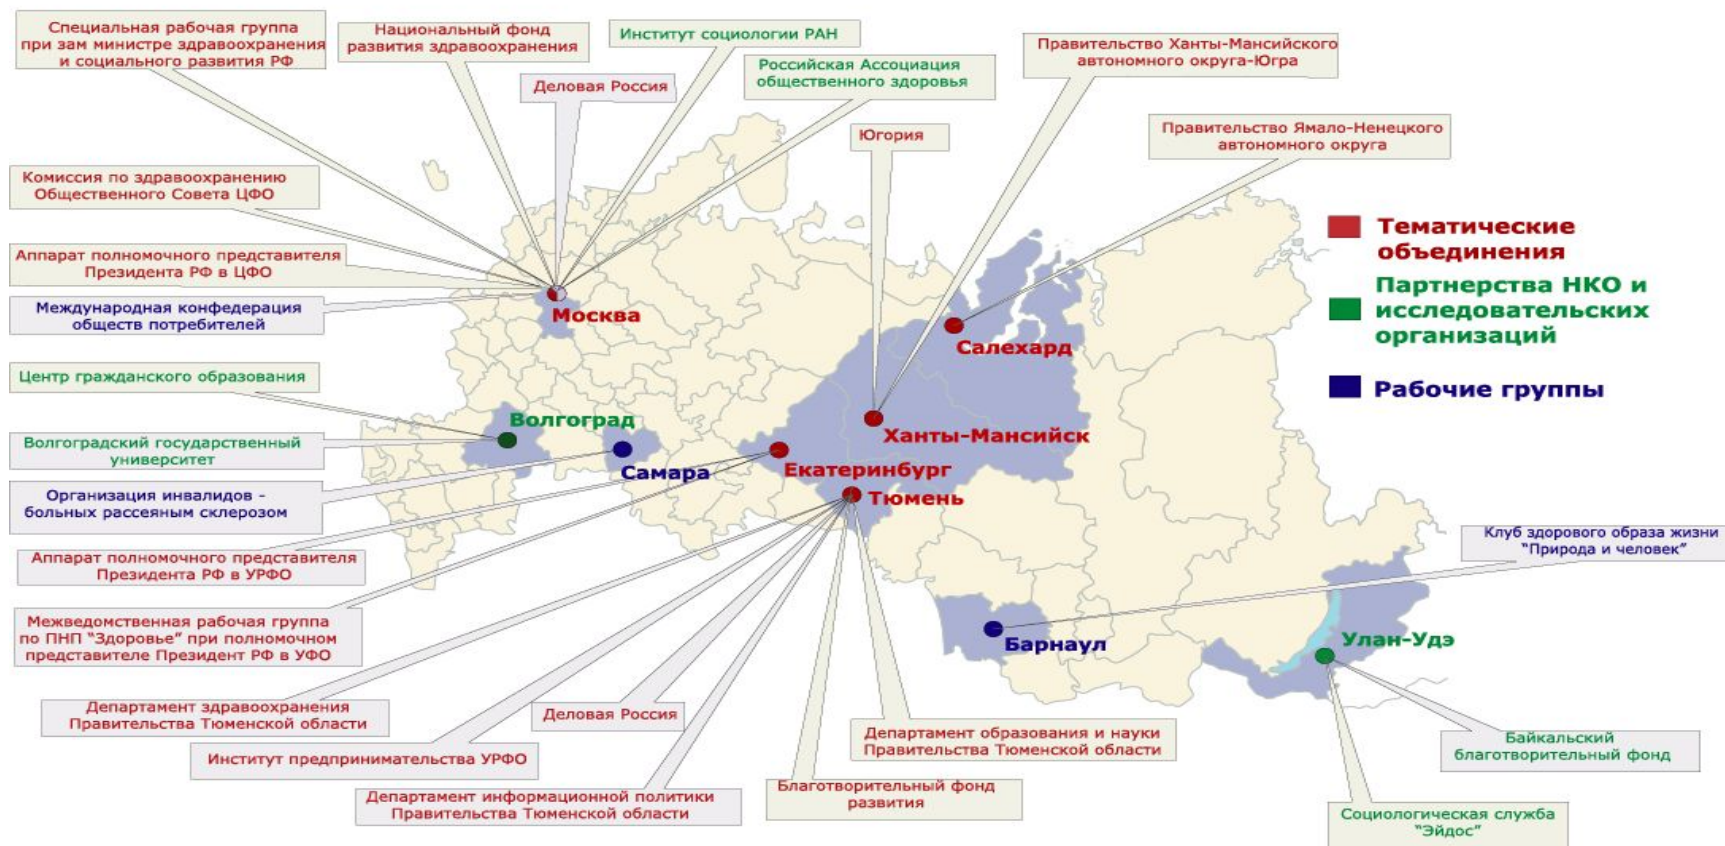 Специальная рабочая группа
при зам министре здравоохранения
и социального развития РФ
Национальный фонд
развития здравоохранения
Институт социологии РАН
Деловая Россия
Российская Ассоциация
общественного здоровья
Правительство Ханты-Мансийского
автономного округа-Югра
Югория
Правительство Ямало-Ненецкого
автономного округа
Комиссия по здравоохранению
Общественного Совета ЦФО
Аппарат полномочного представителя
Президента РФ в ЦФО
Международная конфедерация
обществ потребителей
Центр гражданского образования
Волгоградский государственный
университет
Организация инвалидов -
больных рассеяным склерозом
Аппарат полномочного представителя
Президента РФ в УРФО
Межведомственная рабочая группа
по ПНП "Здоровье" при полномочном
представителе Президент РФ в УФО
Департамент здравоохранения
Правительства Тюменской области
Институт предпринимательства УРФО
Деловая Россия
Департамент информационной политики
Правительства Тюменской области
Благотворительный фонд
развития
Департамент образования и науки
Правительства Тюменской области
Москва
Волгоград
Самара
Екатеринбург
Тюмень
Ханты-Мансийск
Салехард
Барнаул
Улан-Удэ
Тематические
объединения
Партнерства НКО и
исследовательских
организаций
Рабочие группы
Клуб здорового образа жизни
"Природа и человек"
Байкальский
благотворительный фонд
Социологическая служба
"Эйдос"